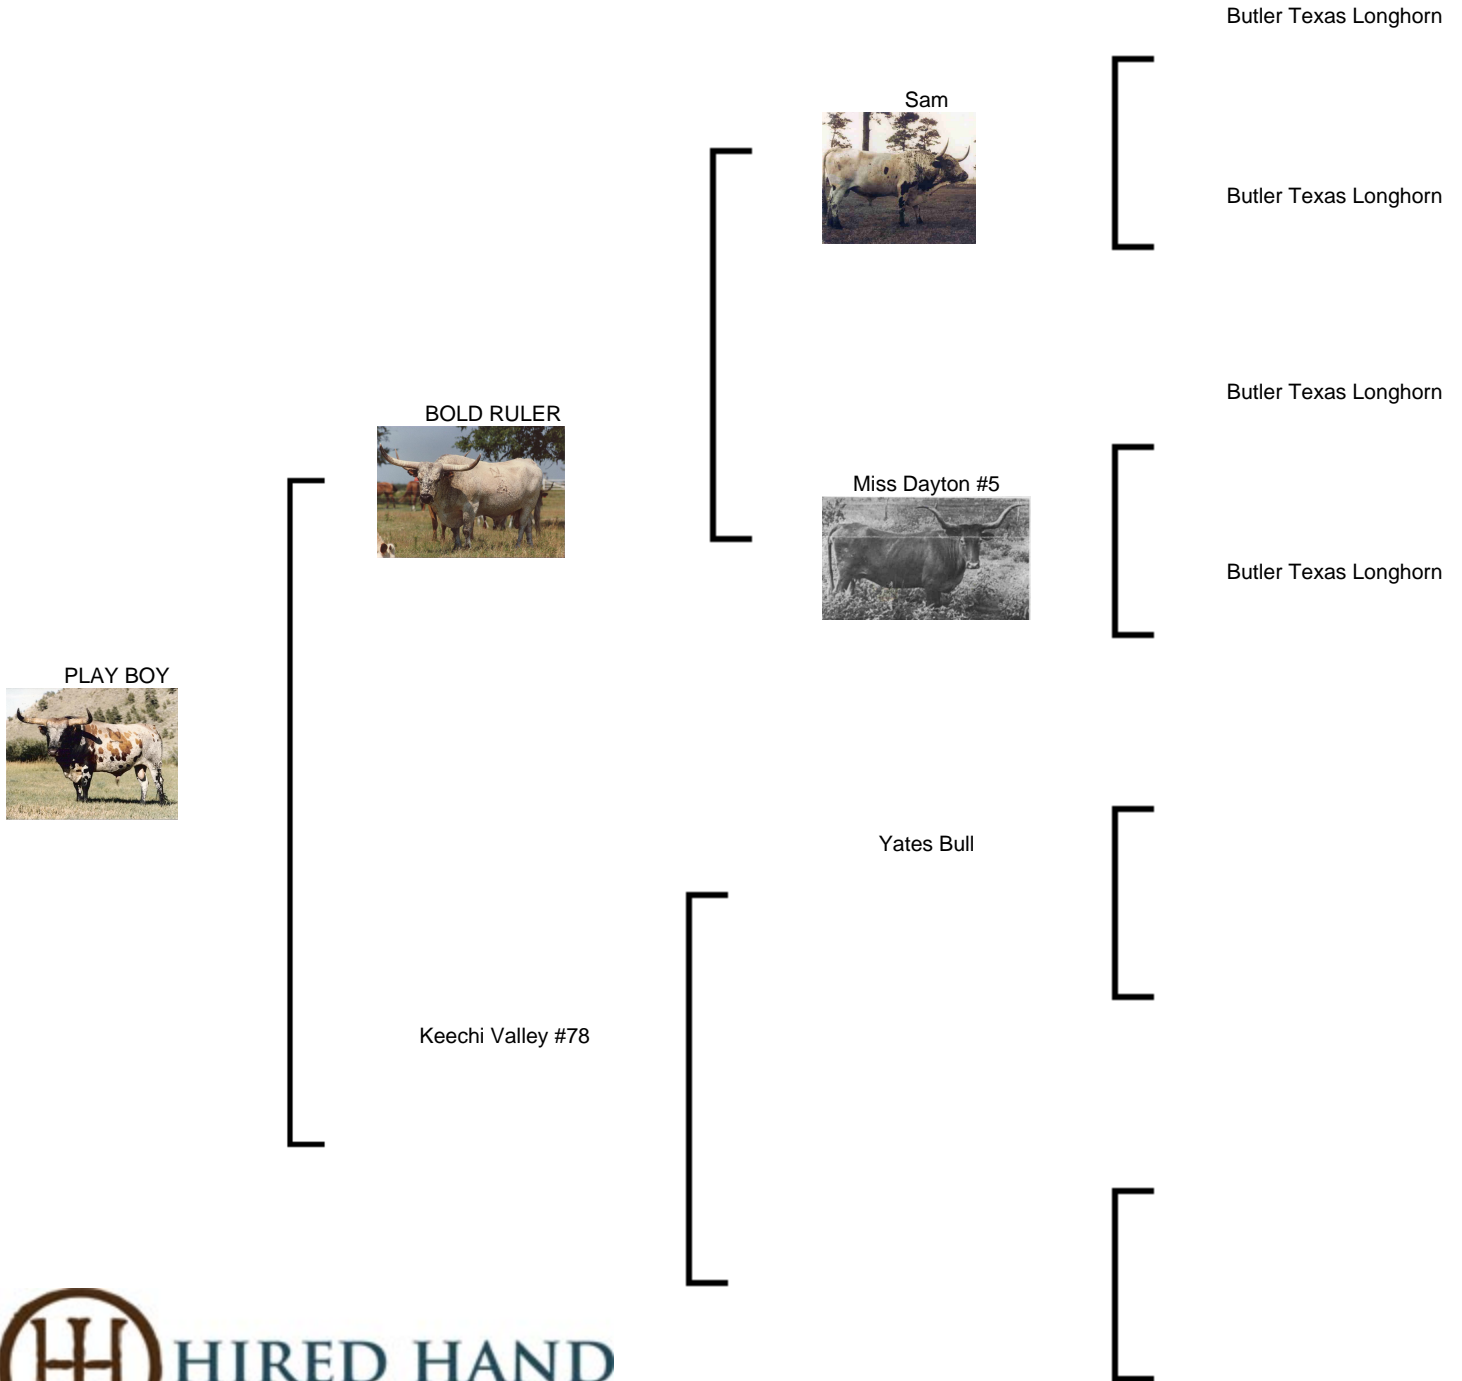 Butler Texas Longhorn
Sam
Butler Texas Longhorn
Butler Texas Longhorn
BOLD RULER
Miss Dayton #5
Butler Texas Longhorn
PLAY BOY
Yates Bull
Keechi Valley #78
HIRED HAND